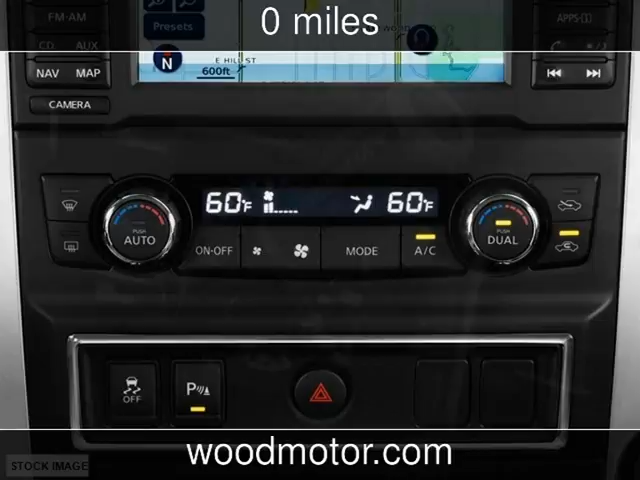 0 miles
FM·AM
Presets
APPS·[i]
CD AUX
NAV MAP
N
E HILL ST
600ft
CAMERA
60°F 60°F
PUSH
AUTO
PUSH
DUAL
ON·OFF
MODE
A/C
OFF
P
woodmotor.com
STOCK IMAGE